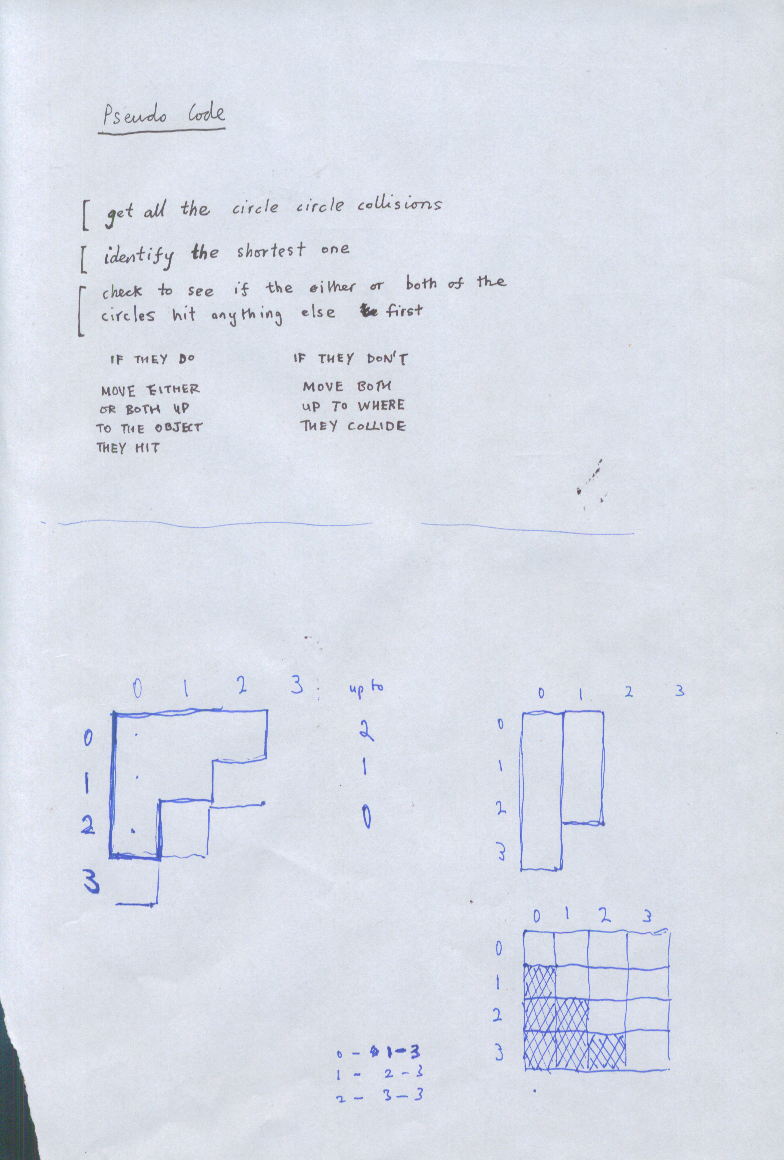 Pseudo Code
get all the circle circle collisions
identify the shortest one
check to see if the either or both of the
circles hit anything else first
IF THEY DO
MOVE EITHER
OR BOTH UP
TO THE OBJECT
THEY HIT
IF THEY DON'T
MOVE BOTH
UP TO WHERE
THEY COLLIDE
0 1 2 3 up to
0 2
1 1
2 0
3
0 1 2 3
0
1
2
3
0 1 2 3
0
1
2
3
0 - 1-3
1 - 2-3
2 - 3-3